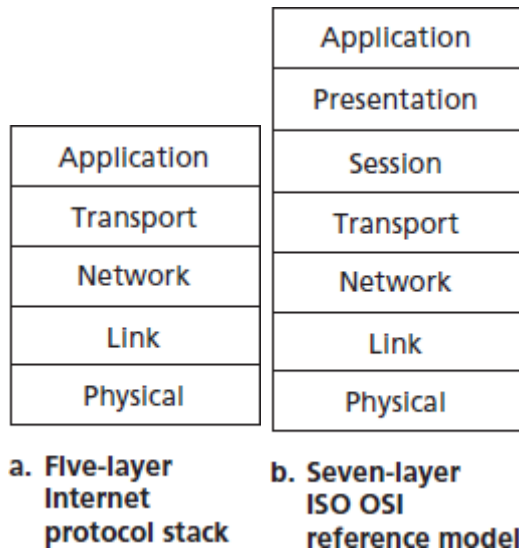 Application
Transport
Network
Link
Physical
a. Five-layer
Internet
protocol stack
Application
Presentation
Session
Transport
Network
Link
Physical
b. Seven-layer
ISO OSI
reference model